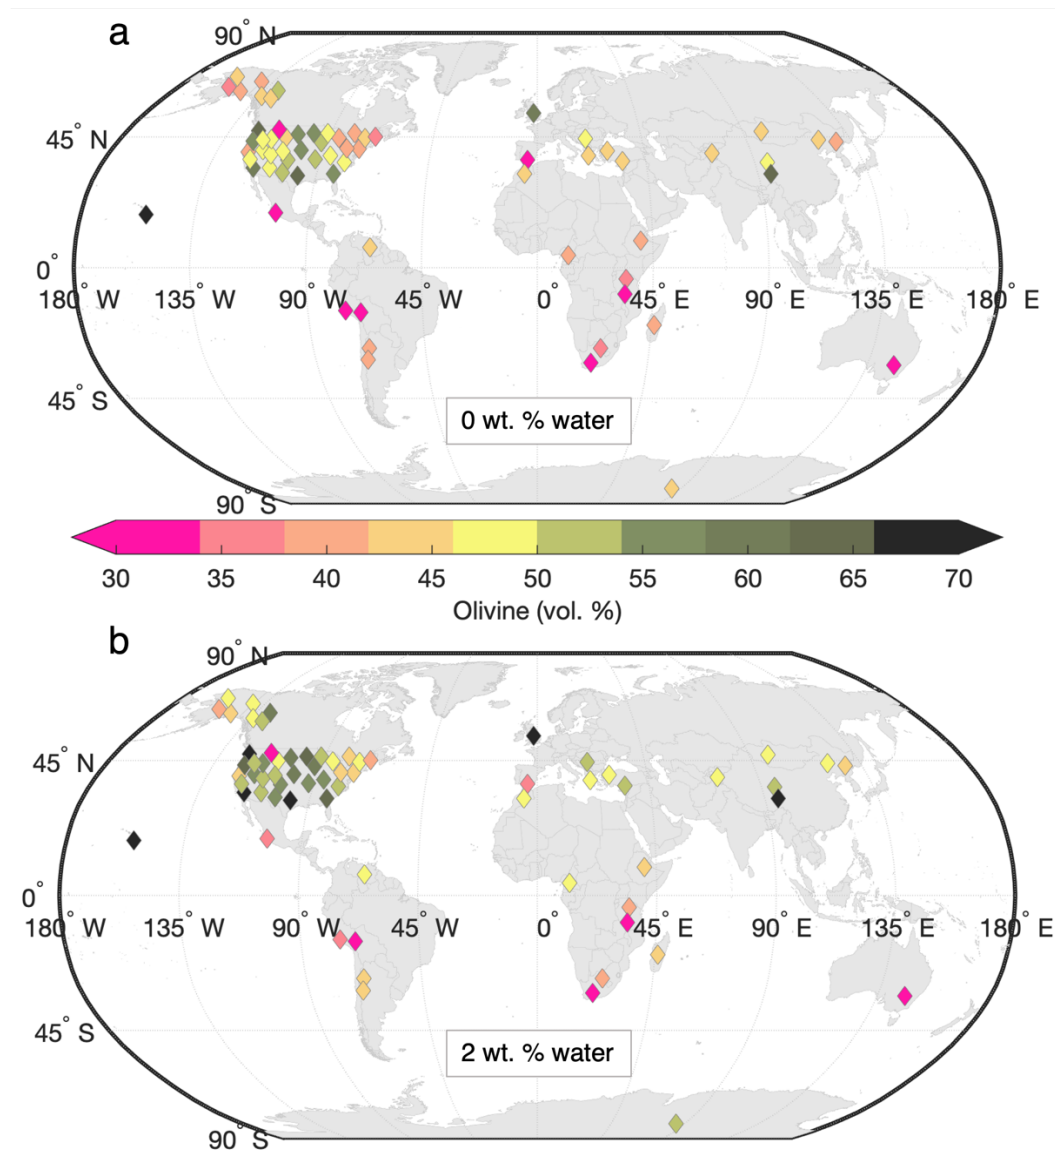 a
90° N
45° N
0°
180° W 135° W 90° W 45° W 0° 45° E 90° E 135° E 180° E
45° S
0 wt. % water
90° S
30 35 40 45 50 55 60 65 70
Olivine (vol. %)
b
90° N
45° N
0°
180° W 135° W 90° W 45° W 0° 45° E 90° E 135° E 180° E
45° S
2 wt. % water
90° S